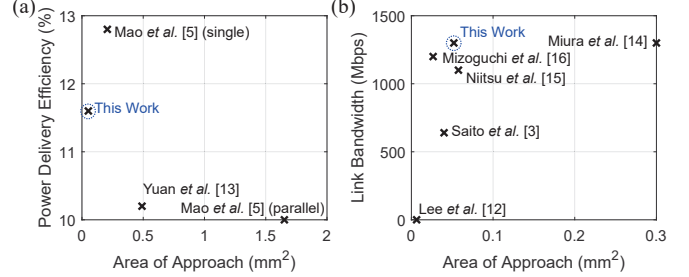 (a)
Power Delivery Efficiency (%)
13
12
11
10
Mao et al. [5] (single)
This Work
Yuan et al. [13]
Mao et al. [5] (parallel)
0 0.5 1 1.5 2
Area of Approach (mm²)
(b)
Link Bandwidth (Mbps)
1500
1000
500
0
This Work
Miura et al. [14]
Mizoguchi et al. [16]
Niitsu et al. [15]
Saito et al. [3]
Lee et al. [12]
0 0.1 0.2 0.3
Area of Approach (mm²)